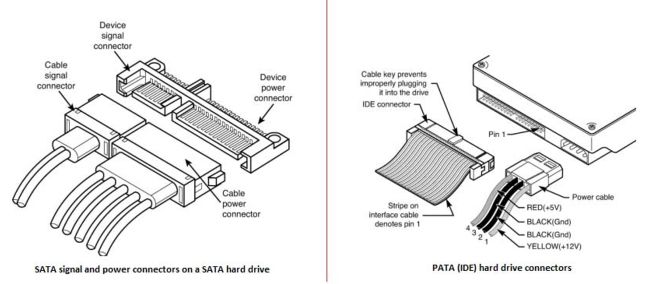 Device
signal
connector
Cable
signal
connector
Device
power
connector
Cable
power
connector
SATA signal and power connectors on a SATA hard drive
Cable key prevents
improperly plugging
it into the drive
IDE connector
Pin 1
Stripe on
interface cable
denotes pin 1
Power cable
RED(+5V)
BLACK(Gnd)
BLACK(Gnd)
YELLOW(+12V)
4
3
2
1
PATA (IDE) hard drive connectors